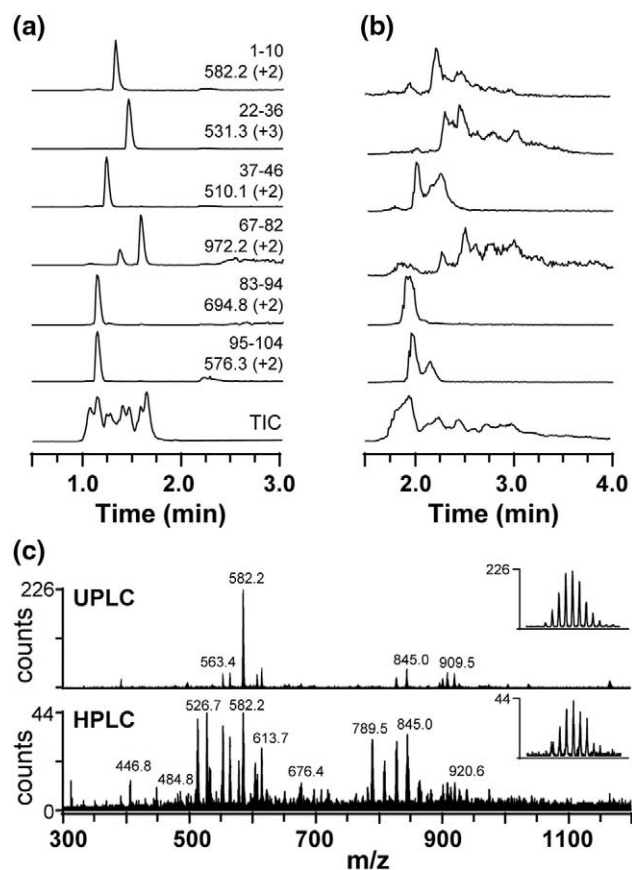 (a)
(b)
1-10
582.2 (+2)
22-36
531.3 (+3)
37-46
510.1 (+2)
67-82
972.2 (+2)
83-94
694.8 (+2)
95-104
576.3 (+2)
TIC
1.0 2.0 3.0
2.0 3.0 4.0
Time (min)
Time (min)
(c)
226
UPLC
582.2
563.4
845.0
909.5
counts
226
44
HPLC
526.7
582.2
446.8
484.8
613.7
676.4
789.5
845.0
920.6
counts
0
44
300 500 700 900 1100
m/z